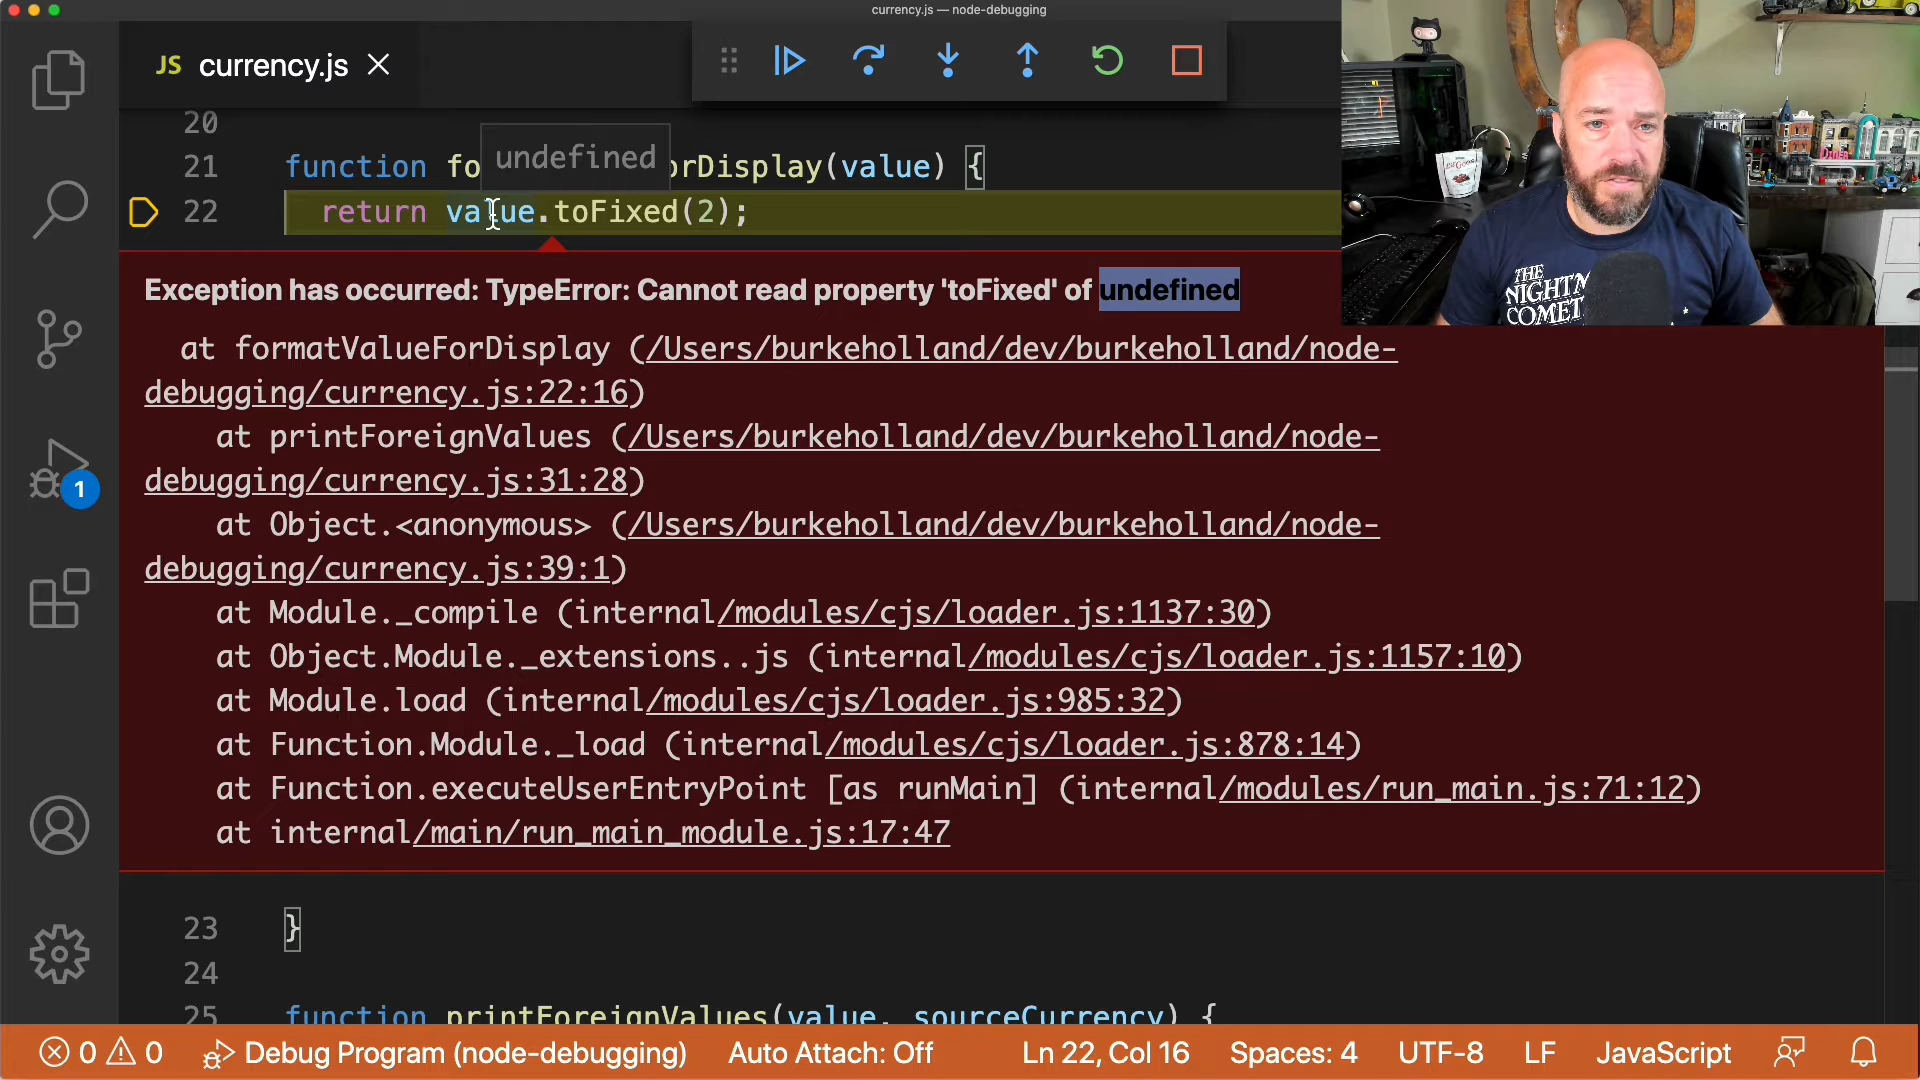 currency.js — node-debugging
JS currency.js
20
undefined
21 function fo rDisplay(value) {
22 return value.toFixed(2);
Exception has occurred: TypeError: Cannot read property 'toFixed' of undefined
at formatValueForDisplay (/Users/burkeholland/dev/burkeholland/node-
debugging/currency.js:22:16)
at printForeignValues (/Users/burkeholland/dev/burkeholland/node-
debugging/currency.js:31:28)
at Object.<anonymous> (/Users/burkeholland/dev/burkeholland/node-
debugging/currency.js:39:1)
at Module._compile (internal/modules/cjs/loader.js:1137:30)
at Object.Module._extensions..js (internal/modules/cjs/loader.js:1157:10)
at Module.load (internal/modules/cjs/loader.js:985:32)
at Function.Module._load (internal/modules/cjs/loader.js:878:14)
at Function.executeUserEntryPoint [as runMain] (internal/modules/run_main.js:71:12)
at internal/main/run_main_module.js:17:47
23 }
24
25 function printForeignValues(value, sourceCurrency) {
1
0 0 Debug Program (node-debugging) Auto Attach: Off Ln 22, Col 16 Spaces: 4 UTF-8 LF JavaScript
THE
DINER